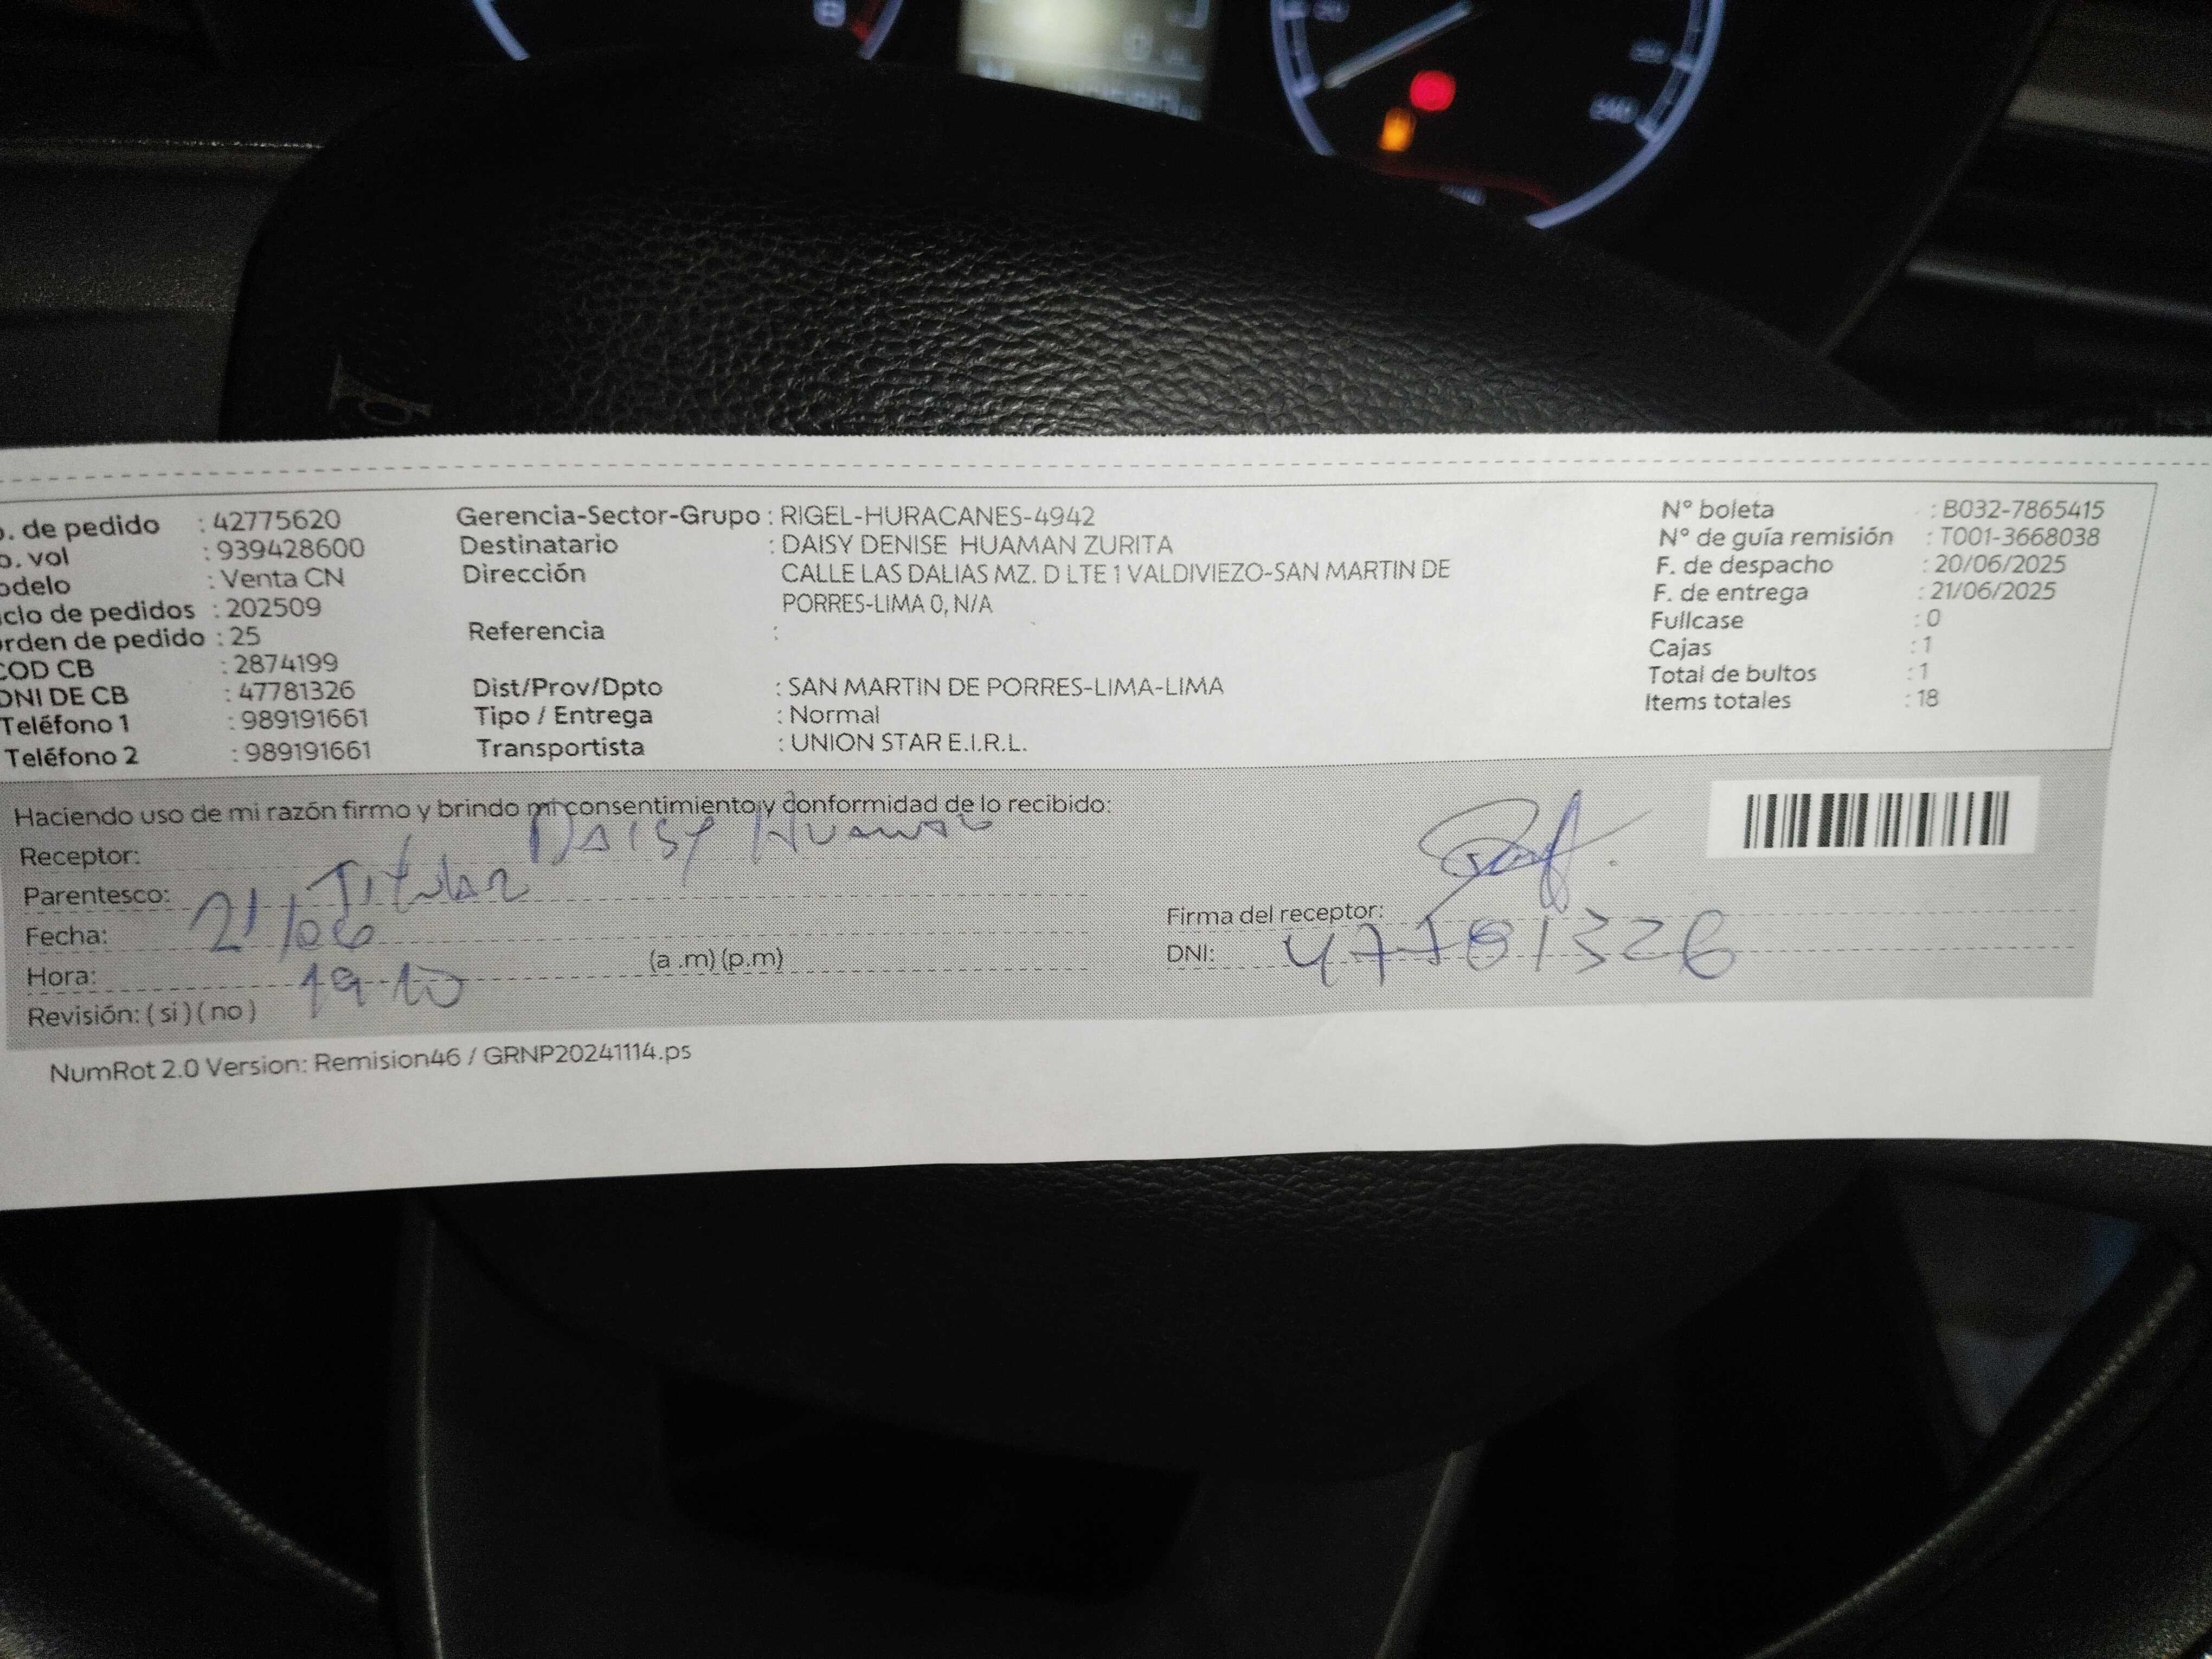 o. de pedido : 42775620
o. vol : 939428600
odelo : Venta CN
iclo de pedidos : 202509
orden de pedido : 25
COD CB : 2874199
DNI DE CB : 47781326
Teléfono 1 : 989191661
Teléfono 2 : 989191661
Gerencia-Sector-Grupo : RIGEL-HURACANES-4942
Destinatario : DAISY DENISE HUAMAN ZURITA
Dirección CALLE LAS DALIAS MZ. D LTE 1 VALDIVIEZO-SAN MARTIN DE
PORRES-LIMA 0, N/A
Referencia :
Dist/Prov/Dpto : SAN MARTIN DE PORRES-LIMA-LIMA
Tipo / Entrega : Normal
Transportista : UNION STAR E.I.R.L.
N° boleta : B032-7865415
N° de guía remisión : T001-3668038
F. de despacho : 20/06/2025
F. de entrega : 21/06/2025
Fullcase : 0
Cajas : 1
Total de bultos : 1
Items totales : 18
Haciendo uso de mi razón firmo y brindo mi consentimiento y conformidad de lo recibido:
Receptor: Daisy Huaman
Parentesco: Titular
Fecha: 21/06
Hora: 19:10 (a .m) (p.m)
Revisión: ( si ) ( no )
Firma del receptor:
DNI: 47781326
NumRot 2.0 Version: Remision46 / GRNP20241114.ps